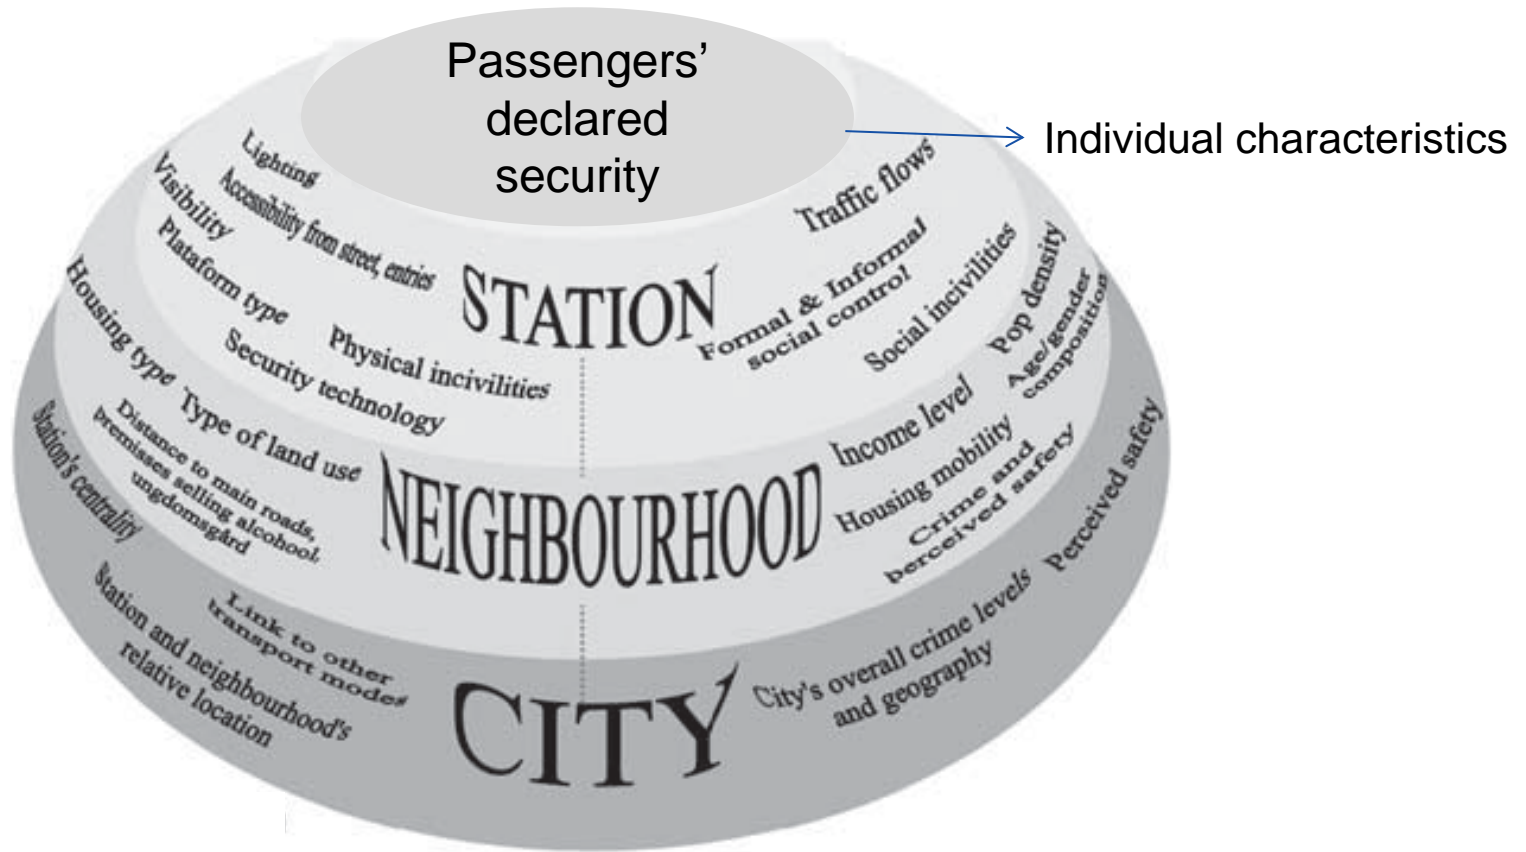 Passengers’
declared
security
Individual characteristics
Lighting
Accessibility from street, entries
Visibility
Plataform type
Physical incivilities
Security technology
STATION
Traffic flows
Formal & Informal
social control
Social incivilities
Housing type
Type of land use
Distance to main roads,
premisses selling alcohool,
ungdomsgård
NEIGHBOURHOOD
Pop density
Age/gender
composition
Income level
Housing mobility
Crime and
perceived safety
Station's centrality
Link to other
transport modes
Station and neighbourhood's
relative location
CITY
City's overall crime levels
and geography
Perceived safety